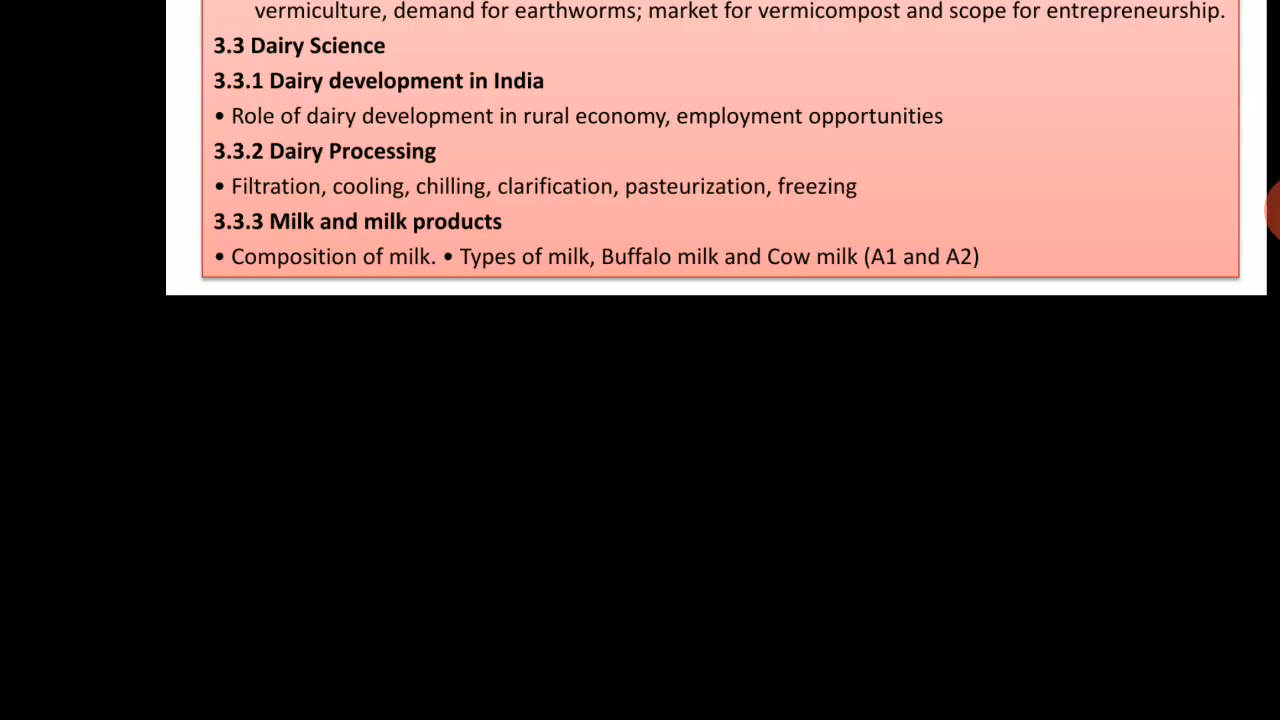 vermiculture, demand for earthworms; market for vermicompost and scope for entrepreneurship.
3.3 Dairy Science
3.3.1 Dairy development in India
• Role of dairy development in rural economy, employment opportunities
3.3.2 Dairy Processing
• Filtration, cooling, chilling, clarification, pasteurization, freezing
3.3.3 Milk and milk products
• Composition of milk. • Types of milk, Buffalo milk and Cow milk (A1 and A2)